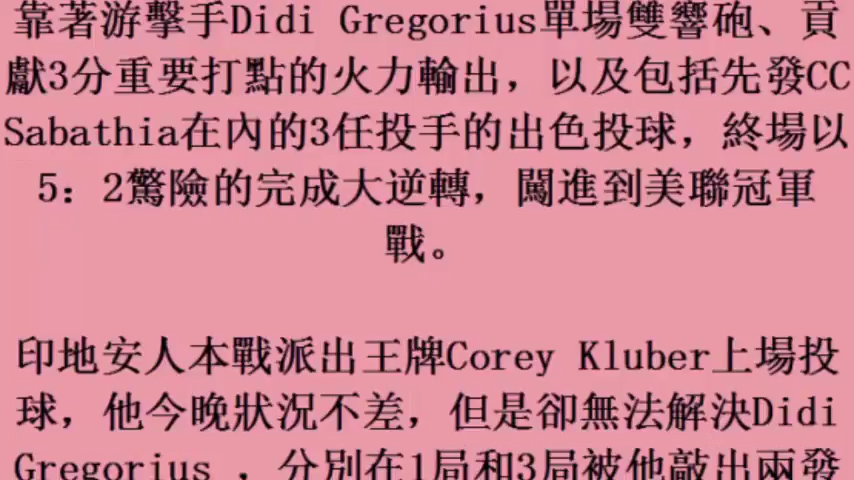 靠著游擊手Didi Gregorius單場雙響砲、貢
獻3分重要打點的火力輸出，以及包括先發CC
Sabathia在內的3任投手的出色投球，終場以
5：2驚險的完成大逆轉，闖進到美聯冠軍
戰。
印地安人本戰派出王牌Corey Kluber上場投
球，他今晚狀況不差，但是卻無法解決Didi
Gregorius ，分別在1局和3局被他敲出兩發